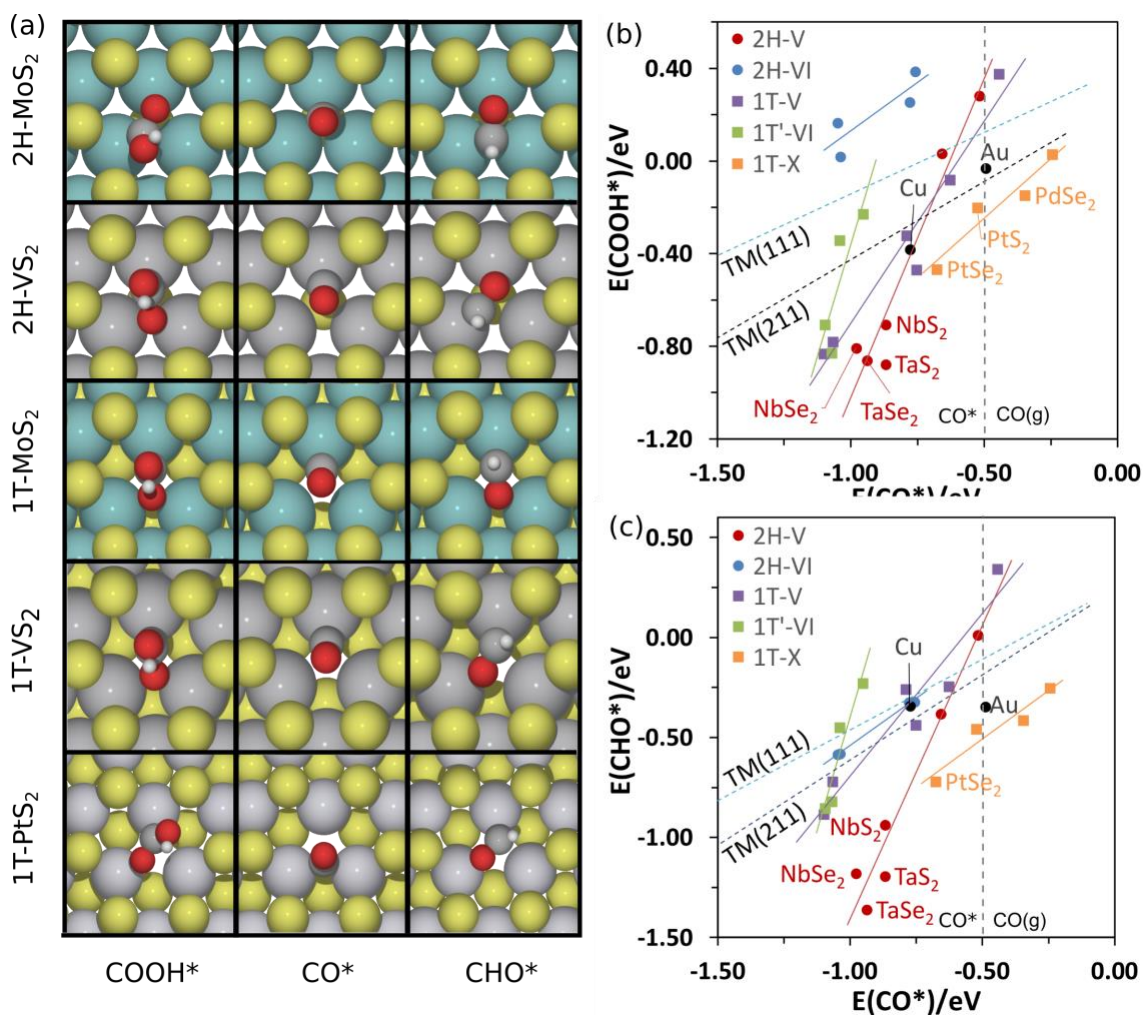 (a)
2H-MoS₂
2H-VS₂
1T-MoS₂
1T-VS₂
1T-PtS₂
COOH*
CO*
CHO*
(b)
2H-V
2H-VI
1T-V
1T'-VI
1T-X
E(COOH*)/eV
0.40
0.00
-0.40
-0.80
-1.20
TM(111)
TM(211)
Cu
Au
PdSe₂
PtS₂
PtSe₂
NbS₂
TaS₂
NbSe₂
TaSe₂
CO*
CO(g)
-1.50
-1.00
-0.50
0.00
E(CO*)/eV
(c)
2H-V
2H-VI
1T-V
1T'-VI
1T-X
E(CHO*)/eV
0.50
0.00
-0.50
-1.00
-1.50
TM(111)
TM(211)
Cu
Au
PtSe₂
NbS₂
NbSe₂
TaS₂
TaSe₂
CO*
CO(g)
-1.50
-1.00
-0.50
0.00
E(CO*)/eV